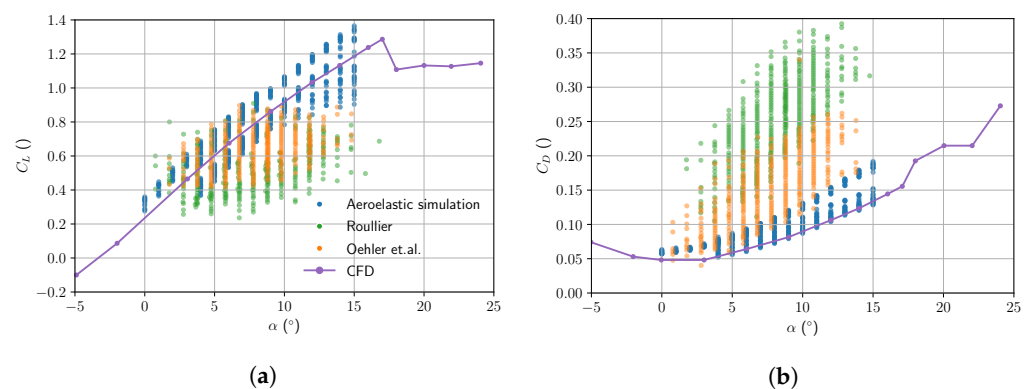 1.4
1.2
1.0
0.8
0.6
0.4
0.2
0.0
−0.2
C_L ()
−5 0 5 10 15 20 25
α (°)
Aeroelastic simulation
Roullier
Oehler et.al.
CFD
(a)
0.40
0.35
0.30
0.25
0.20
0.15
0.10
0.05
0.00
C_D ()
−5 0 5 10 15 20 25
α (°)
(b)